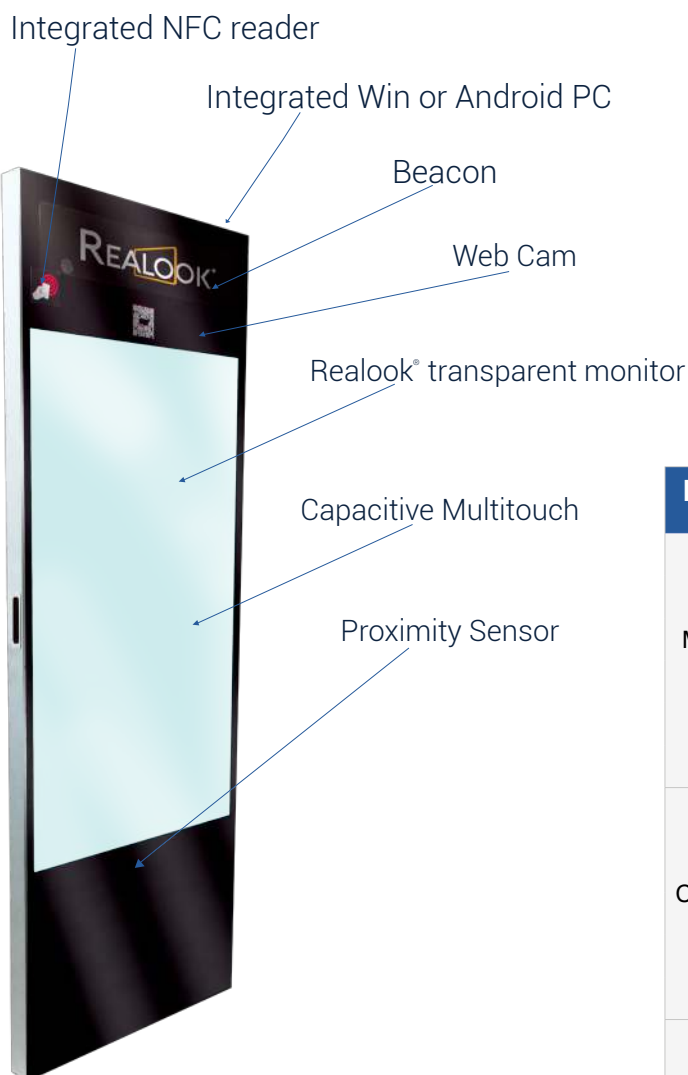 Integrated NFC reader
Integrated Win or Android PC
Beacon
Web Cam
REALOOK®
Realook® transparent monitor
Capacitive Multitouch
Proximity Sensor